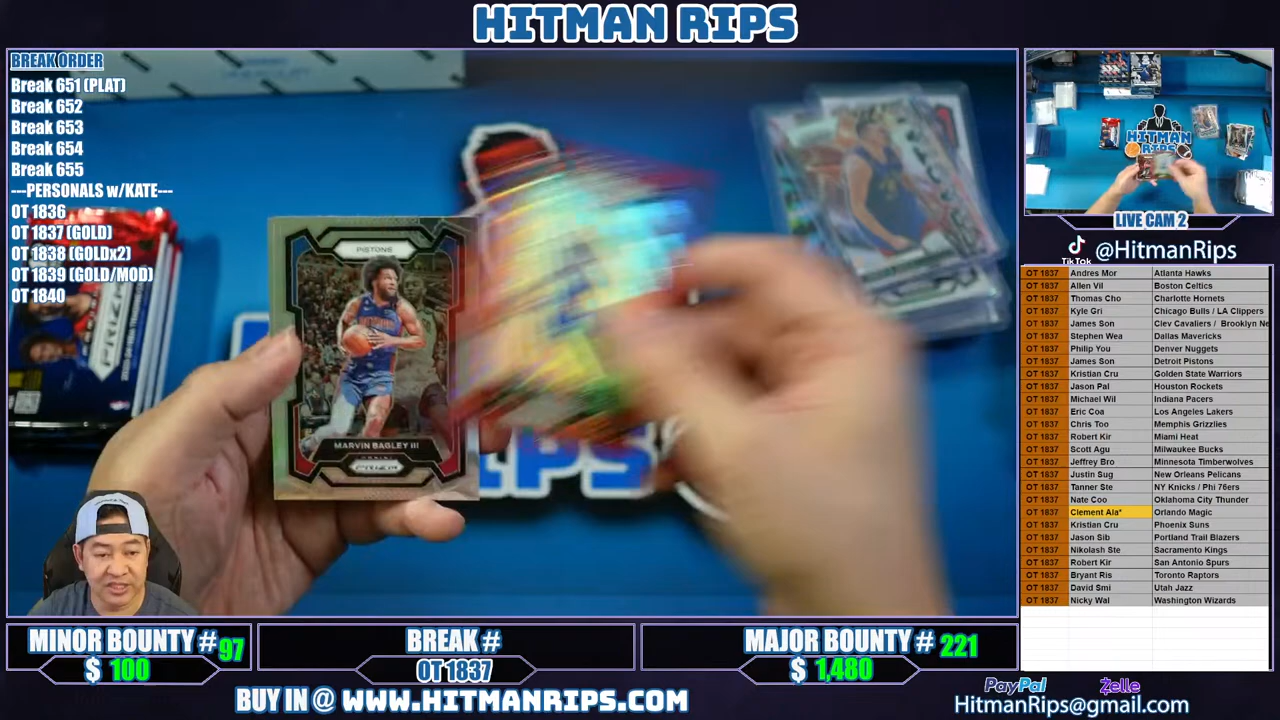 HITMAN RIPS
BREAK ORDER
Break 651 (PLAT)
Break 652
Break 653
Break 654
Break 655
---PERSONALS w/KATE---
OT 1836
OT 1837 (GOLD)
OT 1838 (GOLDx2)
OT 1839 (GOLD/MOD)
OT 1840
PISTONS
MARVIN BAGLEY III
PRIZM
PRIZM
RIPS
HITMAN
RIPS
LIVE CAM 2
TikTok
@HitmanRips
OT 1837 Andres Mor Atlanta Hawks
OT 1837 Allen Vil Boston Celtics
OT 1837 Thomas Cho Charlotte Hornets
OT 1837 Kyle Gri Chicago Bulls / LA Clippers
OT 1837 James Son Clev Cavaliers / Brooklyn Ne
OT 1837 Stephen Wea Dallas Mavericks
OT 1837 Philip You Denver Nuggets
OT 1837 James Son Detroit Pistons
OT 1837 Kristian Cru Golden State Warriors
OT 1837 Jason Pal Houston Rockets
OT 1837 Michael Wil Indiana Pacers
OT 1837 Eric Coa Los Angeles Lakers
OT 1837 Chris Too Memphis Grizzlies
OT 1837 Robert Kir Miami Heat
OT 1837 Scott Agu Milwaukee Bucks
OT 1837 Jeffrey Bro Minnesota Timberwolves
OT 1837 Justin Sug New Orleans Pelicans
OT 1837 Tanner Ste NY Knicks / Phi 76ers
OT 1837 Nate Coo Oklahoma City Thunder
OT 1837 Clement Ala* Orlando Magic
OT 1837 Kristian Cru Phoenix Suns
OT 1837 Jason Sib Portland Trail Blazers
OT 1837 Nikolash Ste Sacramento Kings
OT 1837 Robert Kir San Antonio Spurs
OT 1837 Bryant Ris Toronto Raptors
OT 1837 David Smi Utah Jazz
OT 1837 Nicky Wal Washington Wizards
MINOR BOUNTY # 97
$ 100
BREAK #
OT 1837
MAJOR BOUNTY # 221
$ 1,480
BUY IN @ WWW.HITMANRIPS.COM
PayPal Zelle
HitmanRips@gmail.com